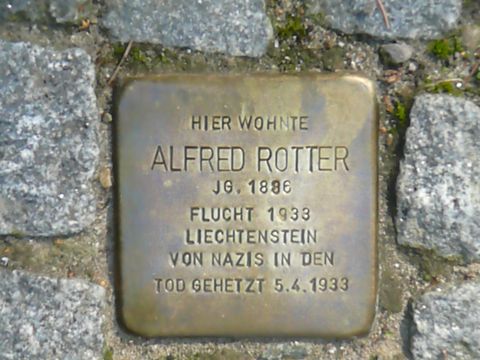 HIER WOHNTE
ALFRED ROTTER
JG. 1886
FLUCHT 1933
LIECHTENSTEIN
VON NAZIS IN DEN
TOD GEHETZT 5.4.1933